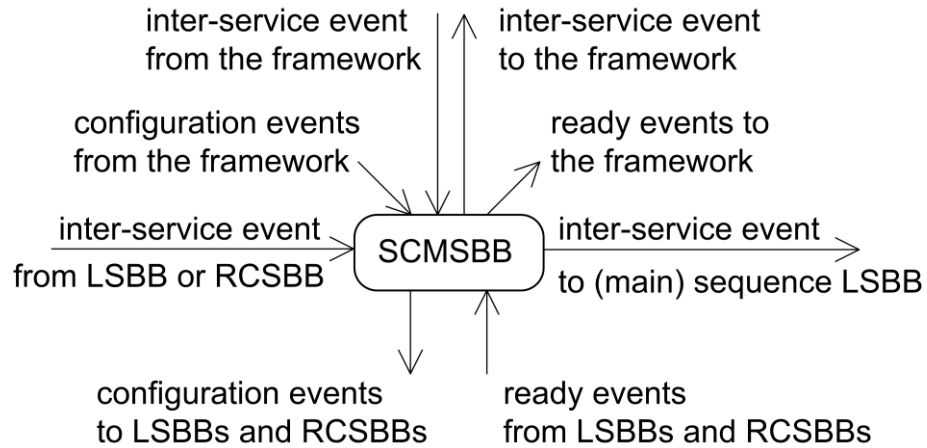 inter-service event
from the framework
inter-service event
to the framework
configuration events
from the framework
ready events to
the framework
inter-service event
from LSBB or RCSBB
SCMSBB
inter-service event
to (main) sequence LSBB
configuration events
to LSBBs and RCSBBs
ready events
from LSBBs and RCSBBs